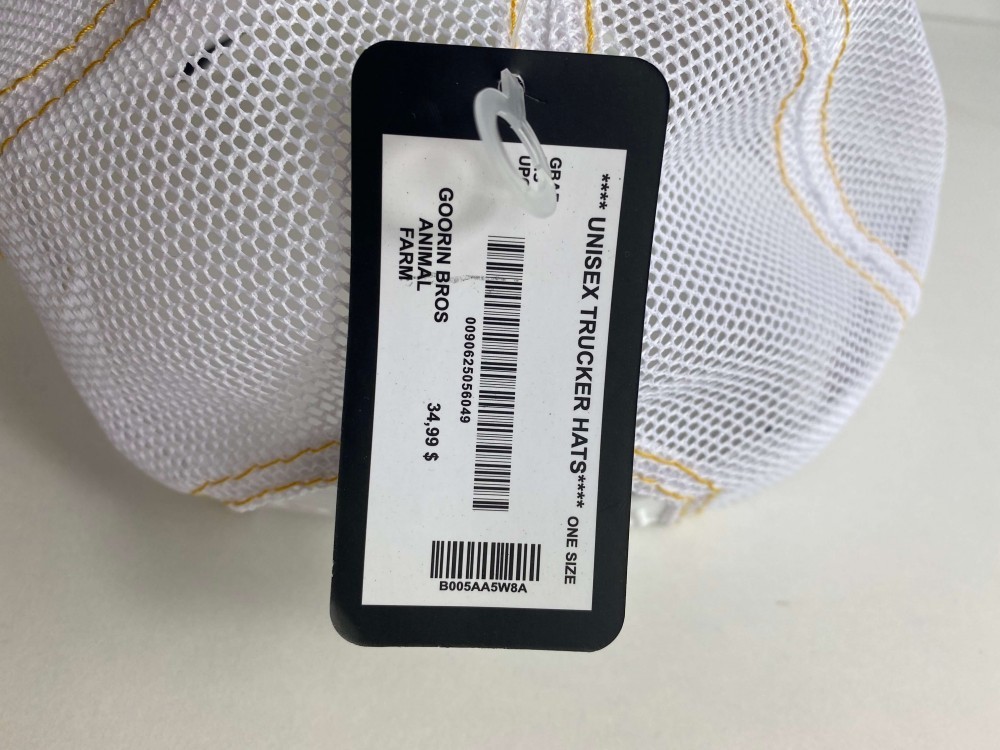 **** UNISEX TRUCKER HATS**** ONE SIZE
0090625056049
GOORIN BROS
ANIMAL
FARM
34,99 $
B005AA5W8A